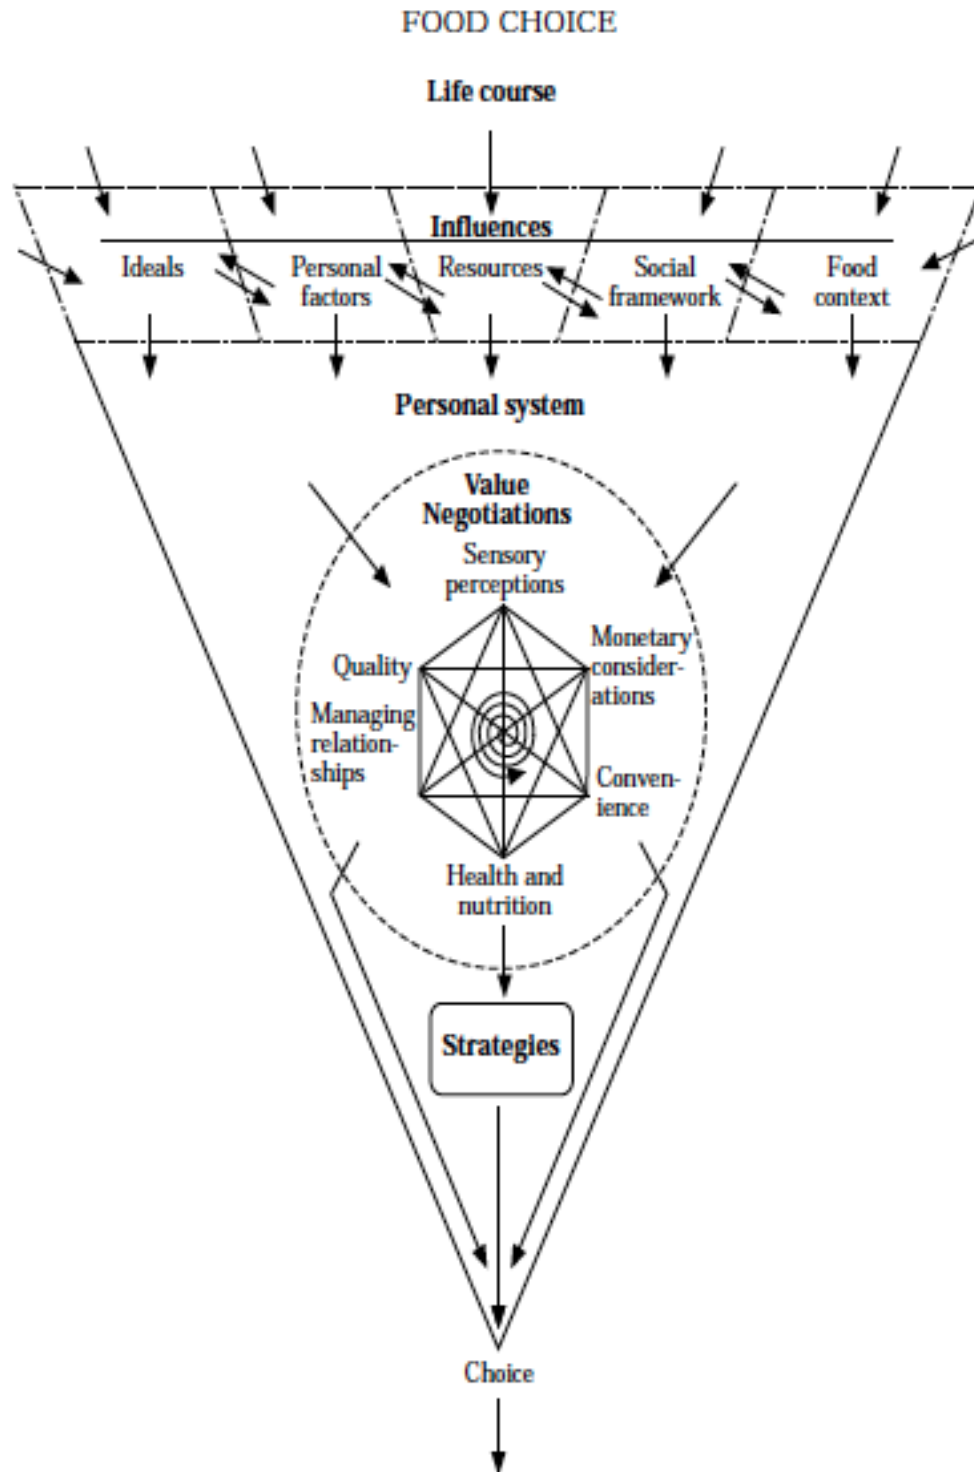 FOOD CHOICE
Life course
Influences
Ideals
Personal
factors
Resources
Social
framework
Food
context
Personal system
Value
Negotiations
Sensory
perceptions
Quality
Monetary
consider-
ations
Managing
relation-
ships
Conven-
ience
Health and
nutrition
Strategies
Choice